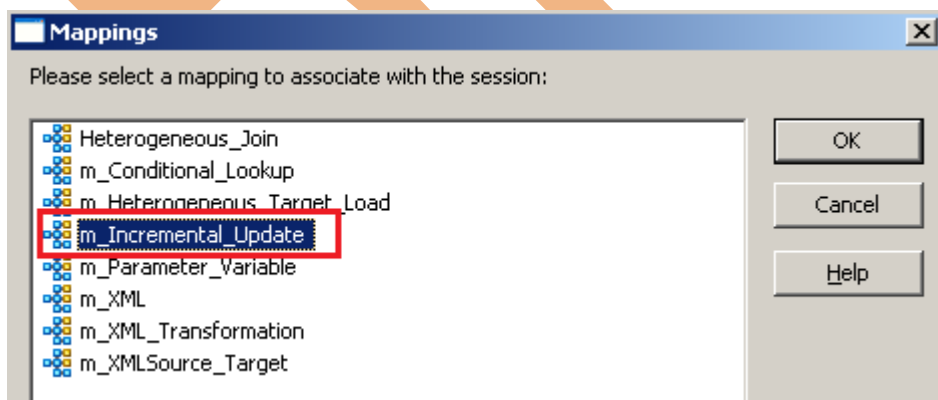 Mappings
Please select a mapping to associate with the session:
Heterogeneous_Join
m_Conditional_Lookup
m_Heterogeneous_Target_Load
m_Incremental_Update
m_Parameter_Variable
m_XML
m_XML_Transformation
m_XMLSource_Target
OK
Cancel
Help